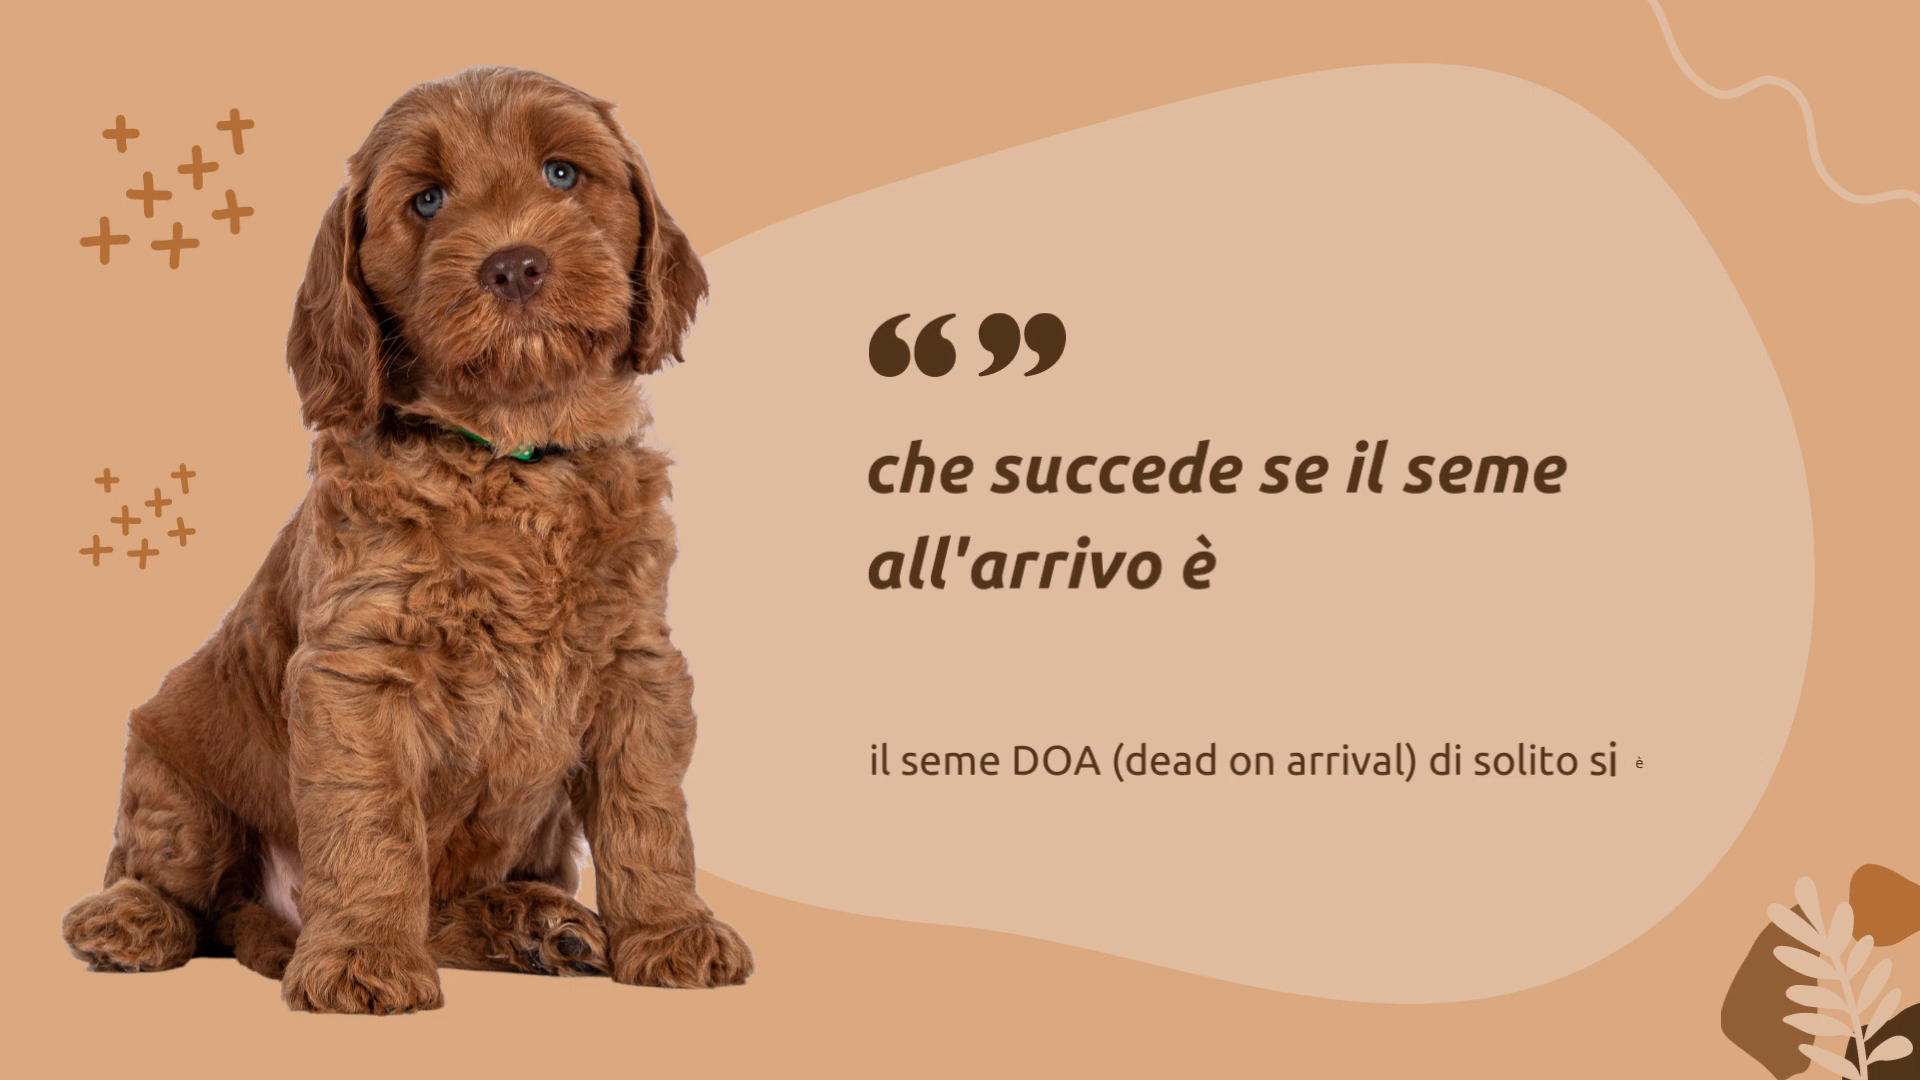 “ ”
che succede se il seme
all'arrivo è
il seme DOA (dead on arrival) di solito si è